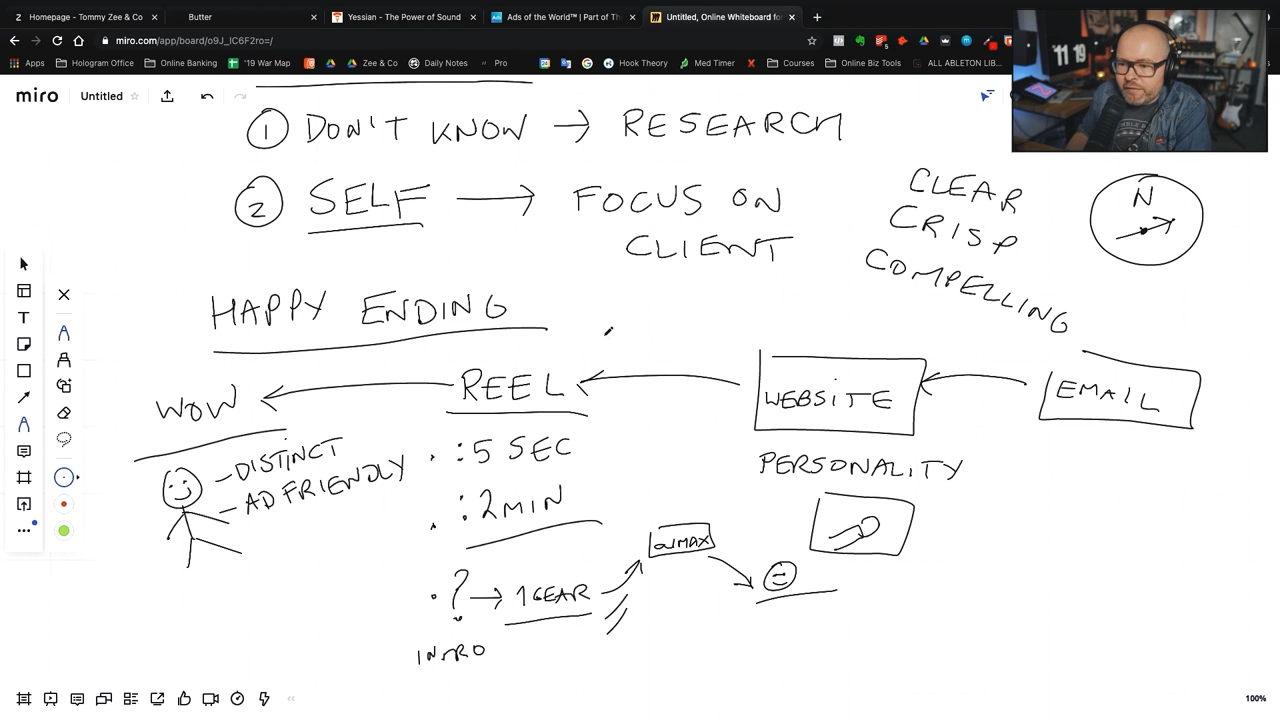 Homepage - Tommy Zee & Co
Butter
Yessian - The Power of Sound
Ads of the World™ | Part of The
Untitled, Online Whiteboard for
miro.com/app/board/o9J_lC6F2ro=/
Apps
Hologram Office
Online Banking
'19 War Map
Zee & Co
Daily Notes
Pro
Hook Theory
Med Timer
Courses
Online Biz Tools
ALL ABLETON LIB...
11 19
miro
Untitled
1 DON'T KNOW → RESEARCH
2 SELF → FOCUS ON
CLIENT
CLEAR
CRISP
COMPELLING
N
HAPPY ENDING
WOW ← REEL ← WEBSITE ← EMAIL
- DISTINCT
- AD FRIENDLY
• :5 SEC
• :2 MIN
PERSONALITY
• ? → 1 GEAR
INTRO
100%